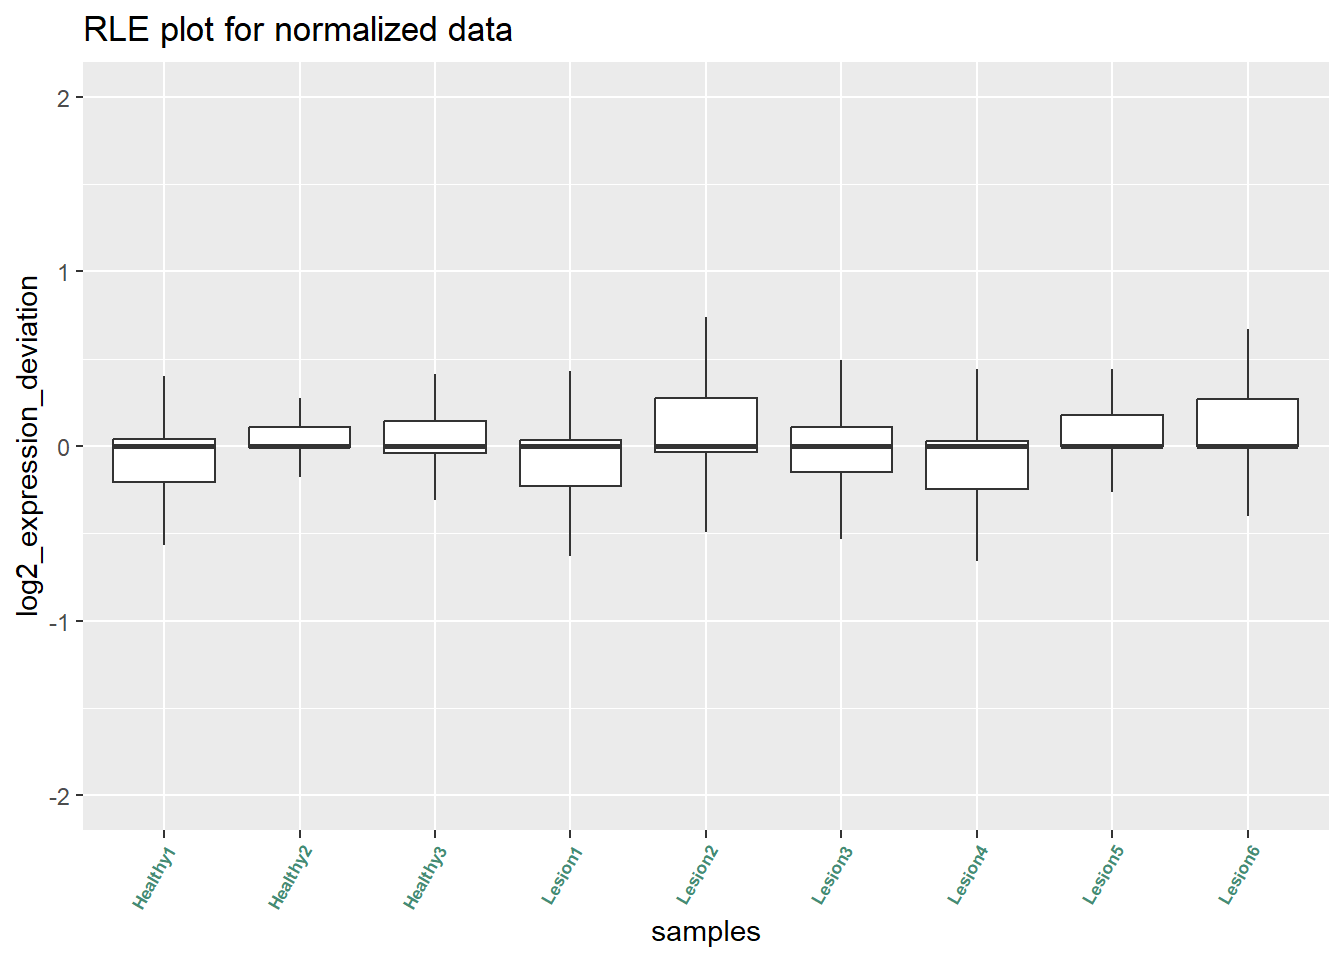 RLE plot for normalized data
log2_expression_deviation
2
1
0
-1
-2
Healthy1
Healthy2
Healthy3
Lesion1
Lesion2
Lesion3
Lesion4
Lesion5
Lesion6
samples